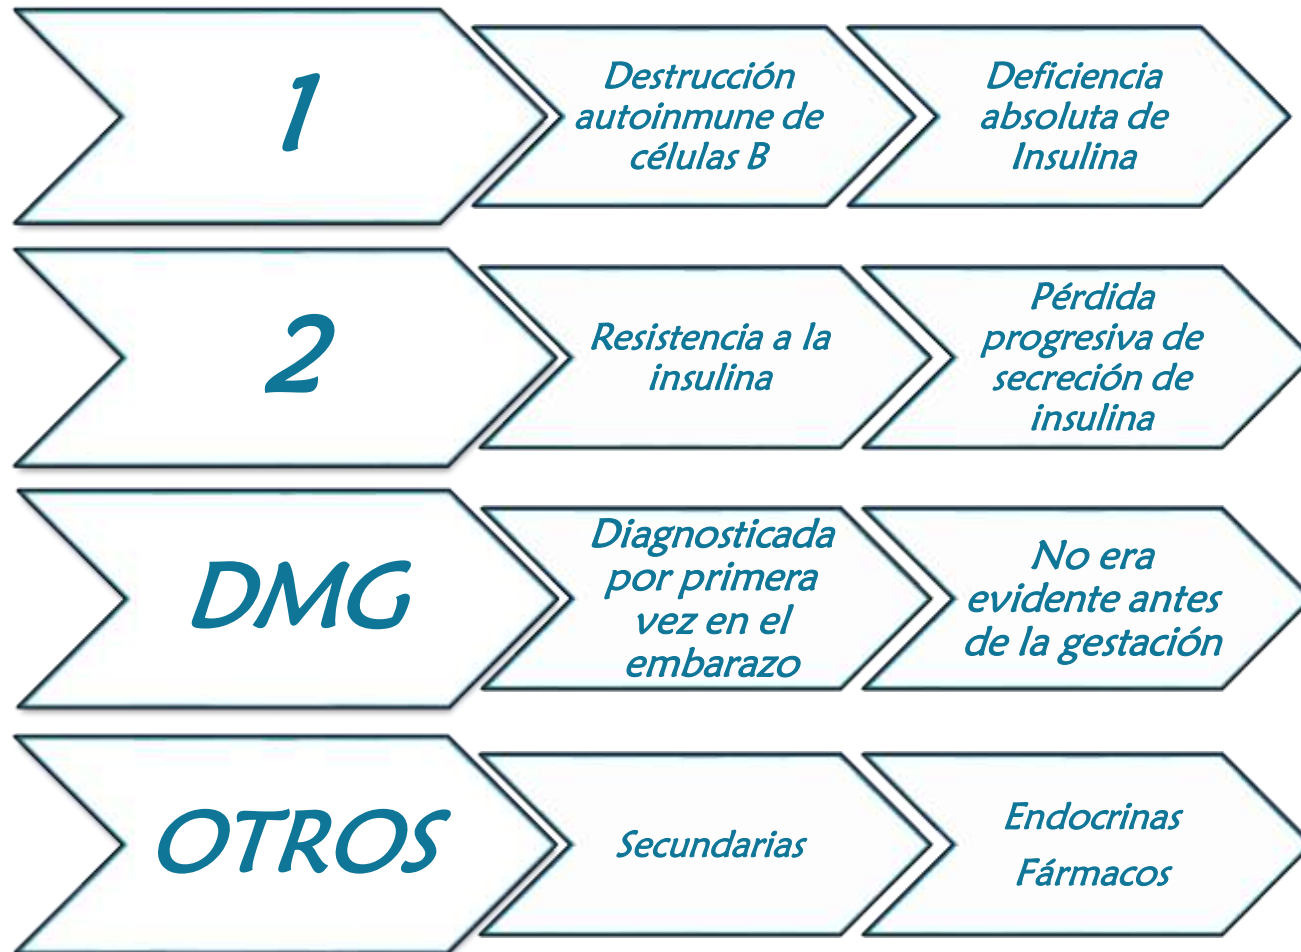 1
Destrucción
autoinmune de
células B
Deficiencia
absoluta de
Insulina
2
Resistencia a la
insulina
Pérdida
progresiva de
secreción de
insulina
DMG
Diagnosticada
por primera
vez en el
embarazo
No era
evidente antes
de la gestación
OTROS
Secundarias
Endocrinas
Fármacos